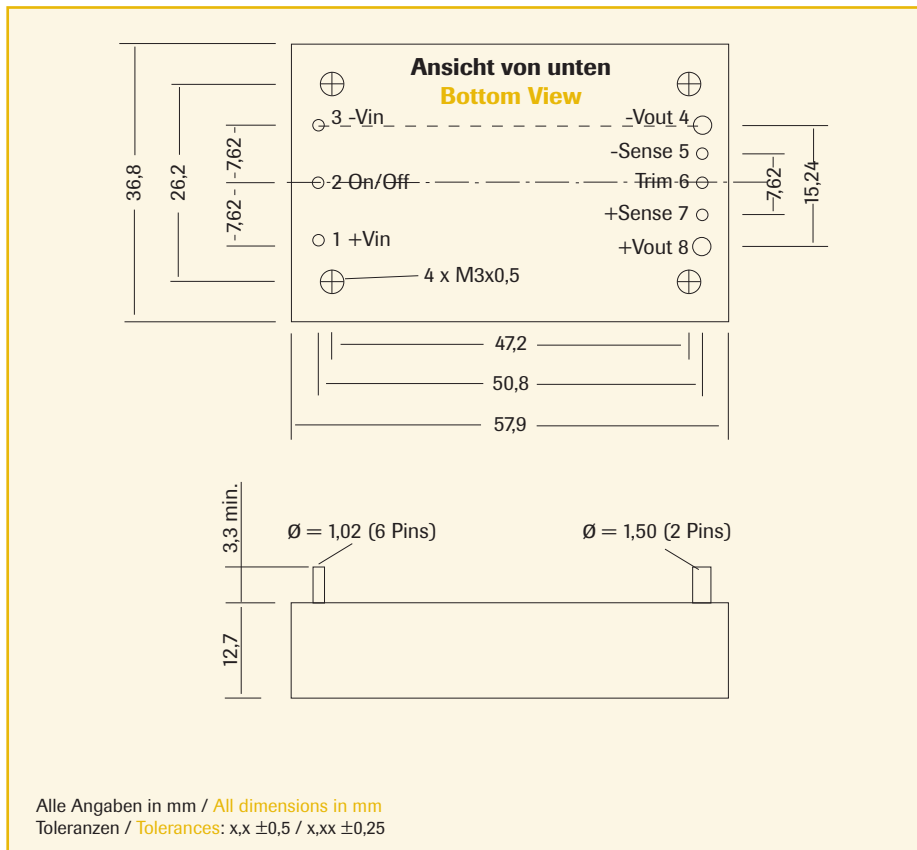 Ansicht von unten
Bottom View
3 -Vin
-Vout 4
-Sense 5
2 On/Off
Trim 6
+Sense 7
1 +Vin
+Vout 8
4 x M3x0,5
36,8
26,2
-7,62-
-7,62-
-7,62-
15,24
47,2
50,8
57,9
3,3 min.
12,7
Ø = 1,02 (6 Pins)
Ø = 1,50 (2 Pins)
Alle Angaben in mm / All dimensions in mm
Toleranzen / Tolerances: x,x ±0,5 / x,xx ±0,25